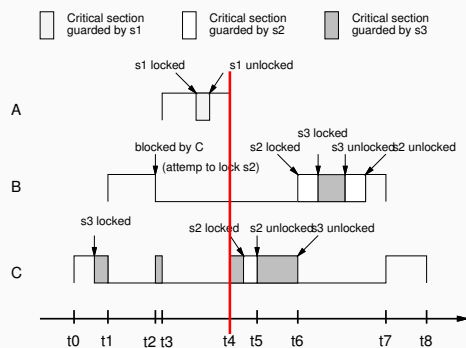 Critical section
guarded by s1
Critical section
guarded by s2
Critical section
guarded by s3
s1 locked
s1 unlocked
A
blocked by C
(attemp to lock s2)
s3 locked
s2 locked
s3 unlocked
s2 unlocked
B
s3 locked
s2 locked
s2 unlocked
s3 unlocked
C
t0
t1
t2
t3
t4
t5
t6
t7
t8